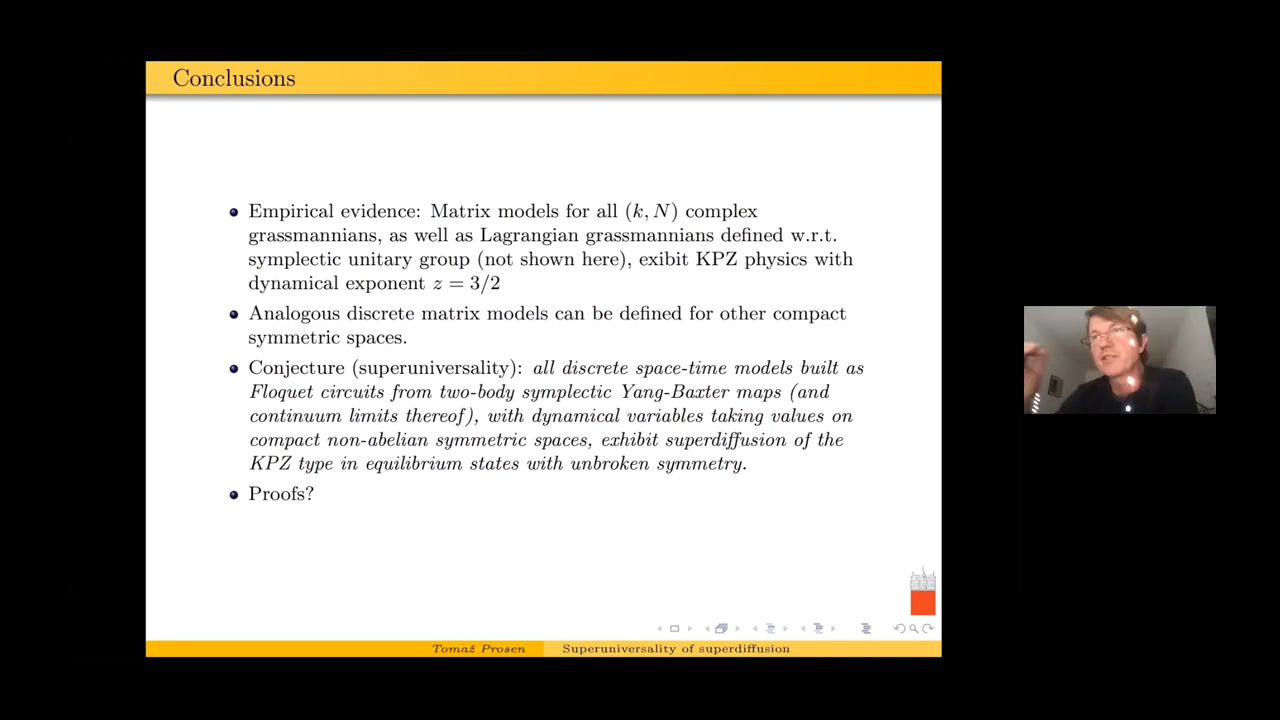 Conclusions
Empirical evidence: Matrix models for all (k, N) complex
grassmannians, as well as Lagrangian grassmannians defined w.r.t.
symplectic unitary group (not shown here), exibit KPZ physics with
dynamical exponent z = 3/2
Analogous discrete matrix models can be defined for other compact
symmetric spaces.
Conjecture (superuniversality): all discrete space-time models built as
Floquet circuits from two-body symplectic Yang-Baxter maps (and
continuum limits thereof), with dynamical variables taking values on
compact non-abelian symmetric spaces, exhibit superdiffusion of the
KPZ type in equilibrium states with unbroken symmetry.
Proofs?
Tomaž Prosen
Superuniversality of superdiffusion